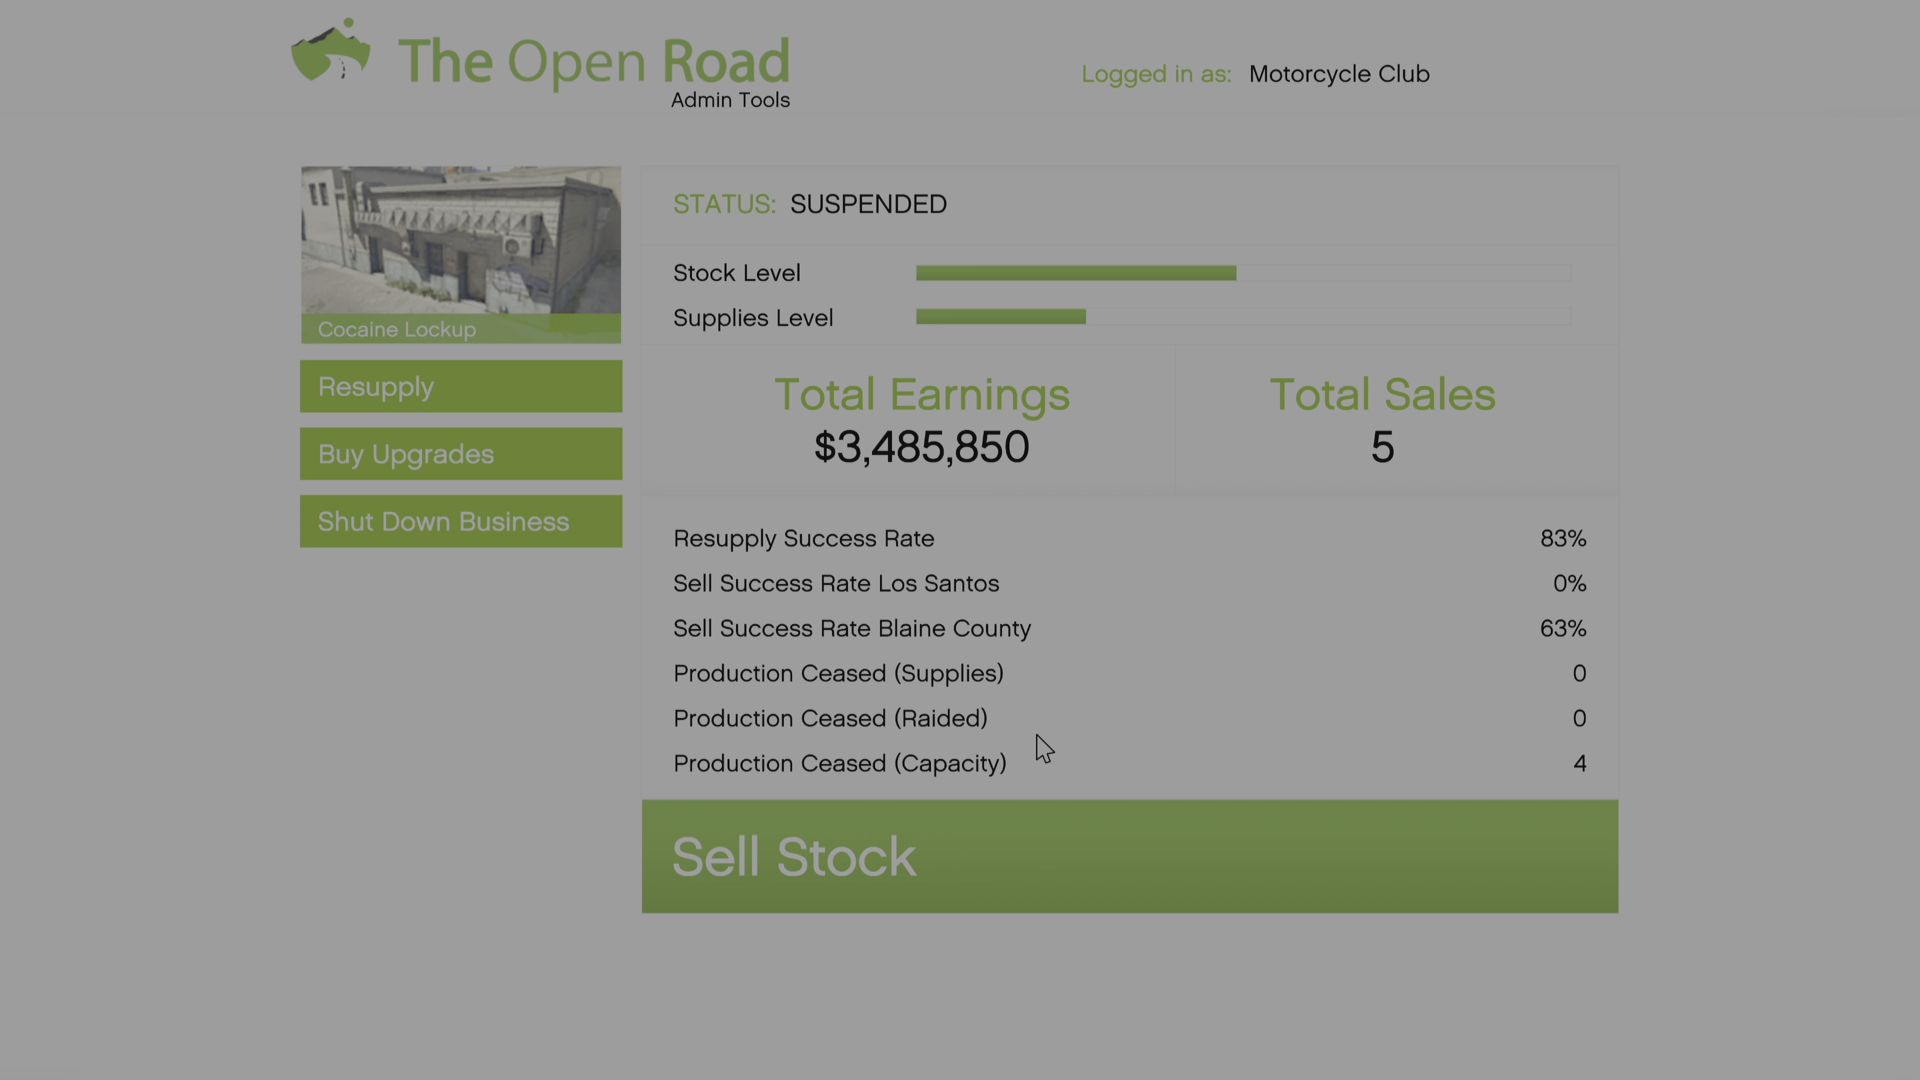 The Open Road
Admin Tools
Logged in as: Motorcycle Club
Cocaine Lockup
Resupply
Buy Upgrades
Shut Down Business
STATUS: SUSPENDED
Stock Level
Supplies Level
Total Earnings
$3,485,850
Total Sales
5
Resupply Success Rate 83%
Sell Success Rate Los Santos 0%
Sell Success Rate Blaine County 63%
Production Ceased (Supplies) 0
Production Ceased (Raided) 0
Production Ceased (Capacity) 4
Sell Stock